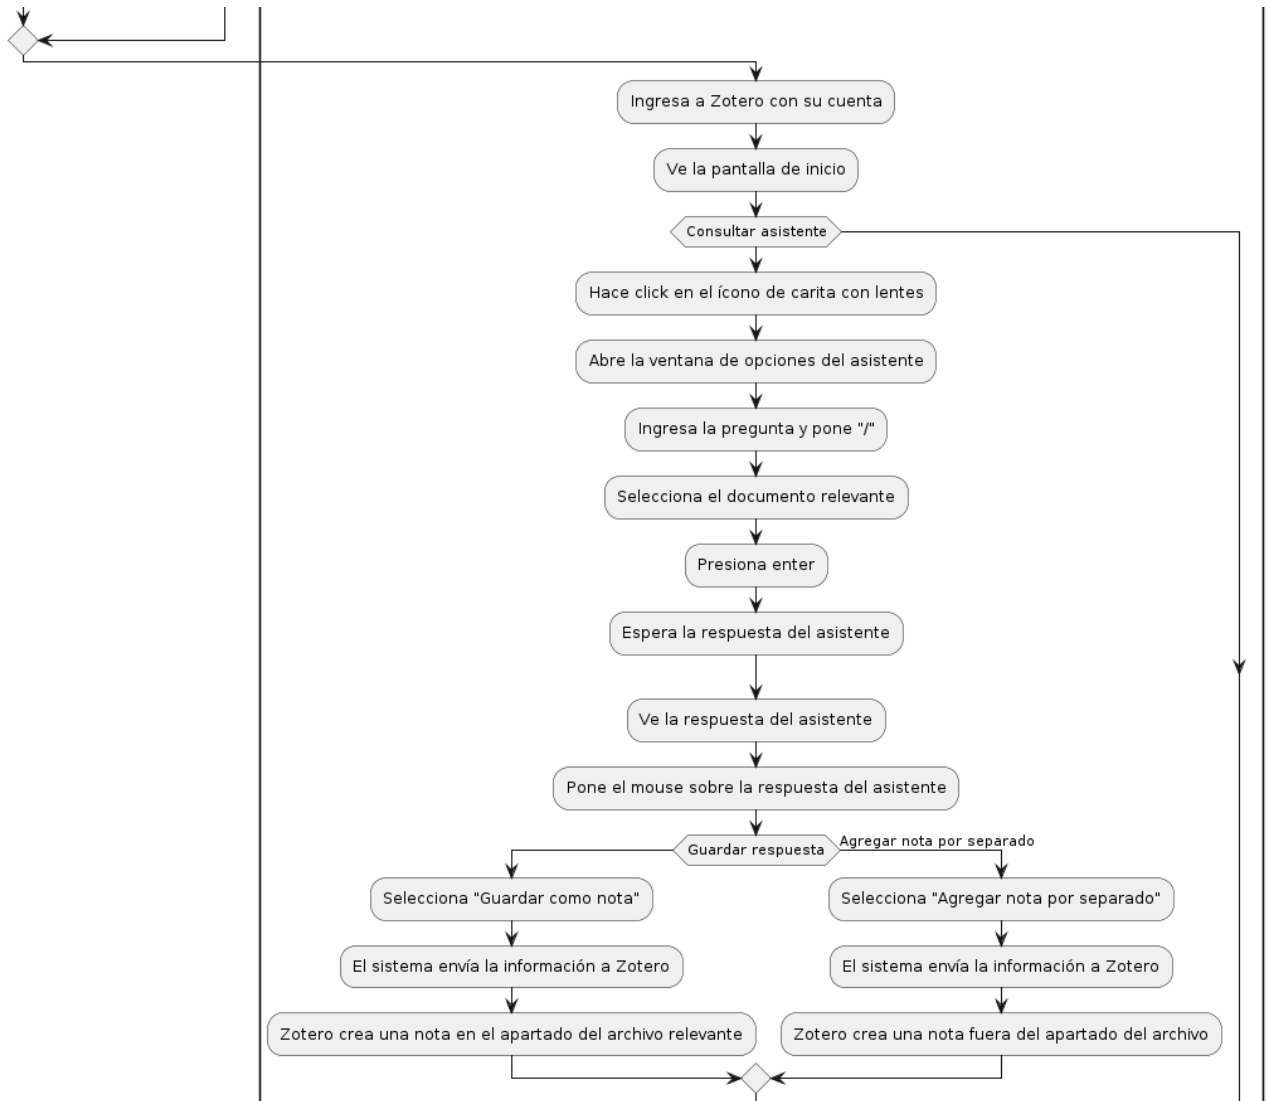 Ingresa a Zotero con su cuenta
Ve la pantalla de inicio
Consultar asistente
Hace click en el ícono de carita con lentes
Abre la ventana de opciones del asistente
Ingresa la pregunta y pone "/"
Selecciona el documento relevante
Presiona enter
Espera la respuesta del asistente
Ve la respuesta del asistente
Pone el mouse sobre la respuesta del asistente
Guardar respuesta
Agregar nota por separado
Selecciona "Guardar como nota"
El sistema envía la información a Zotero
Zotero crea una nota en el apartado del archivo relevante
Selecciona "Agregar nota por separado"
El sistema envía la información a Zotero
Zotero crea una nota fuera del apartado del archivo